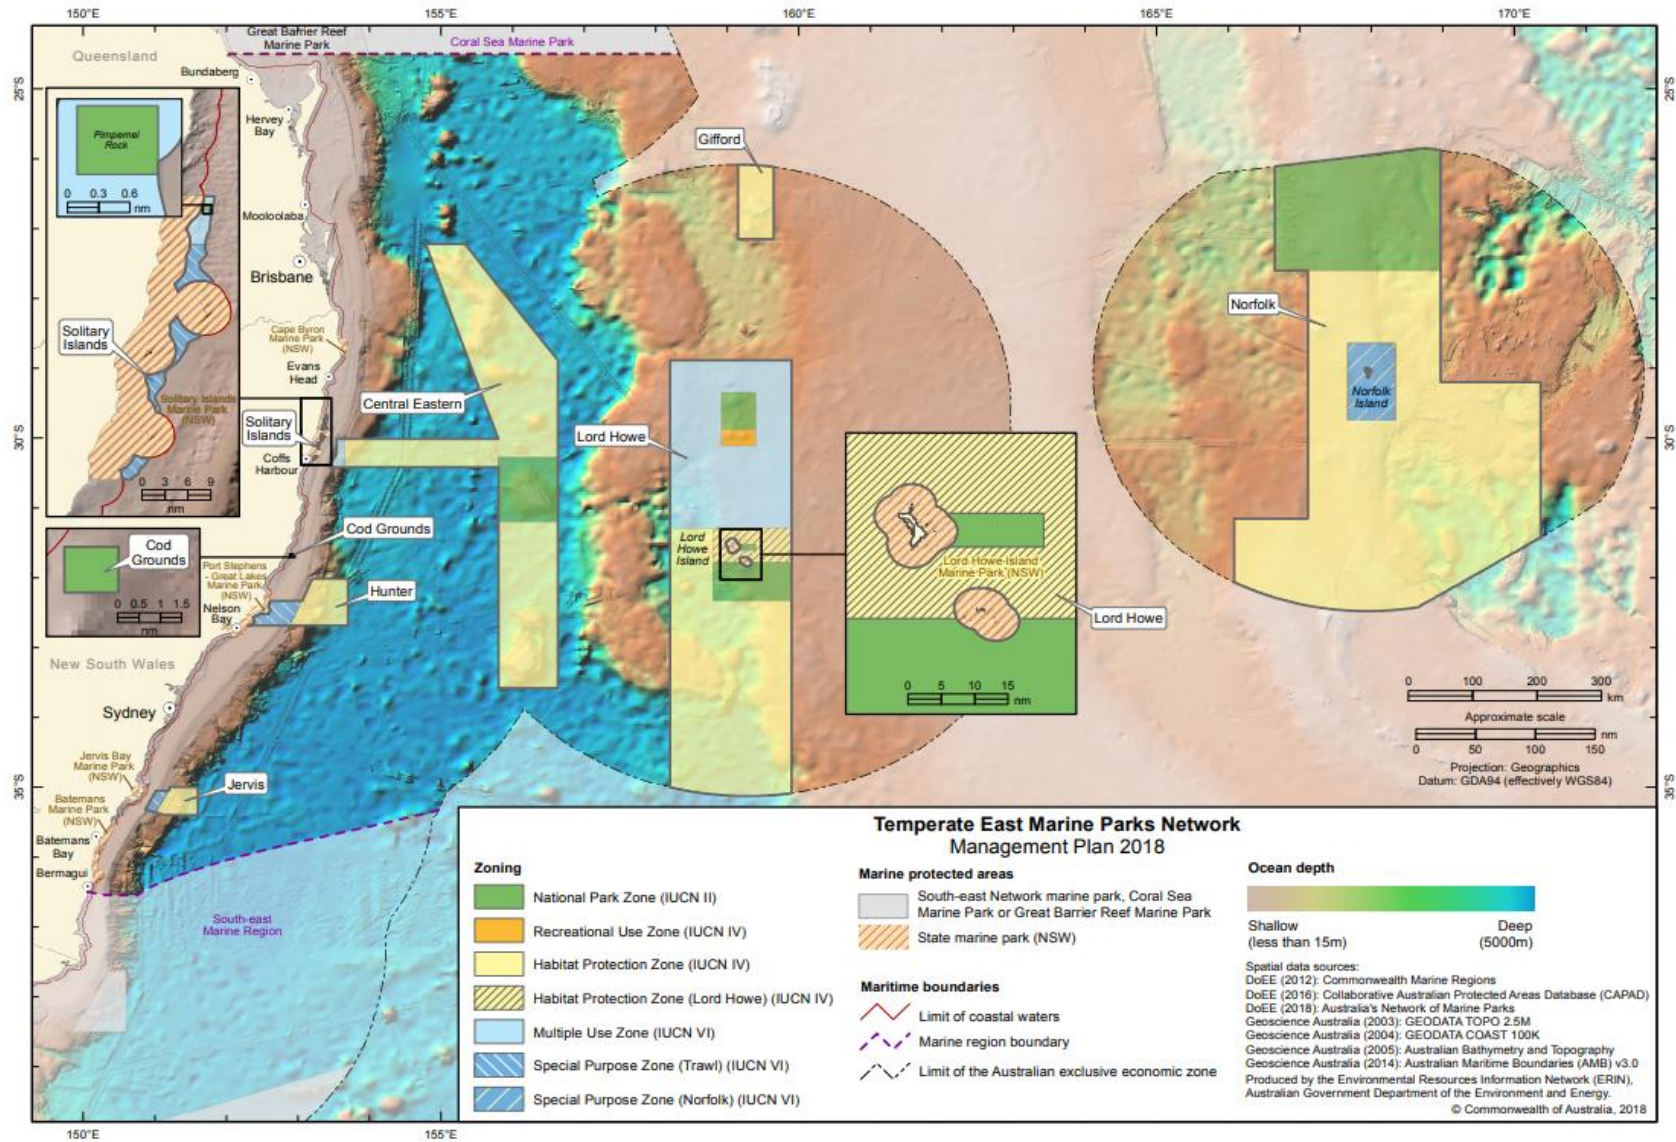 150°E
155°E
160°E
165°E
170°E
Great Barrier Reef
Marine Park
Coral Sea Marine Park
Queensland
Bundaberg
25°S
25°S
Hervey
Bay
Gifford
Pimpernel
Rock
0 0.3 0.6
nm
Mooloolaba
Brisbane
Norfolk
Solitary
Islands
Cape Byron
Marine Park
(NSW)
Evans
Head
Norfolk
Island
Central Eastern
Solitary Islands
Marine Park
(NSW)
Solitary
Islands
Lord Howe
30°S
30°S
Coffs
Harbour
0 3 6 9
nm
Cod Grounds
Lord
Howe
Island
Cod
Grounds
Lord Howe Island
Marine Park (NSW)
Port Stephens
- Great Lakes
Marine Park
(NSW)
Hunter
0 0.5 1 1.5
nm
Nelson
Bay
Lord Howe
New South Wales
0 5 10 15
nm
0 100 200 300
km
Sydney
Approximate scale
0 50 100 150
nm
Jervis Bay
Marine Park
(NSW)
Projection: Geographics
Datum: GDA94 (effectively WGS84)
35°S
35°S
Jervis
Batemans
Marine Park
(NSW)
Batemans
Bay
Bermagui
South-east
Marine Region
Temperate East Marine Parks Network
Management Plan 2018
Zoning
National Park Zone (IUCN II)
Recreational Use Zone (IUCN IV)
Habitat Protection Zone (IUCN IV)
Habitat Protection Zone (Lord Howe) (IUCN IV)
Multiple Use Zone (IUCN VI)
Special Purpose Zone (Trawl) (IUCN VI)
Special Purpose Zone (Norfolk) (IUCN VI)
Marine protected areas
South-east Network marine park, Coral Sea
Marine Park or Great Barrier Reef Marine Park
State marine park (NSW)
Maritime boundaries
Limit of coastal waters
Marine region boundary
Limit of the Australian exclusive economic zone
Ocean depth
Shallow Deep
(less than 15m) (5000m)
Spatial data sources:
DoEE (2012): Commonwealth Marine Regions
DoEE (2016): Collaborative Australian Protected Areas Database (CAPAD)
DoEE (2018): Australia's Network of Marine Parks
Geoscience Australia (2003): GEODATA TOPO 2.5M
Geoscience Australia (2004): GEODATA COAST 100K
Geoscience Australia (2005): Australian Bathymetry and Topography
Geoscience Australia (2014): Australian Maritime Boundaries (AMB) v3.0
Produced by the Environmental Resources Information Network (ERIN),
Australian Government Department of the Environment and Energy.
© Commonwealth of Australia, 2018
150°E
155°E